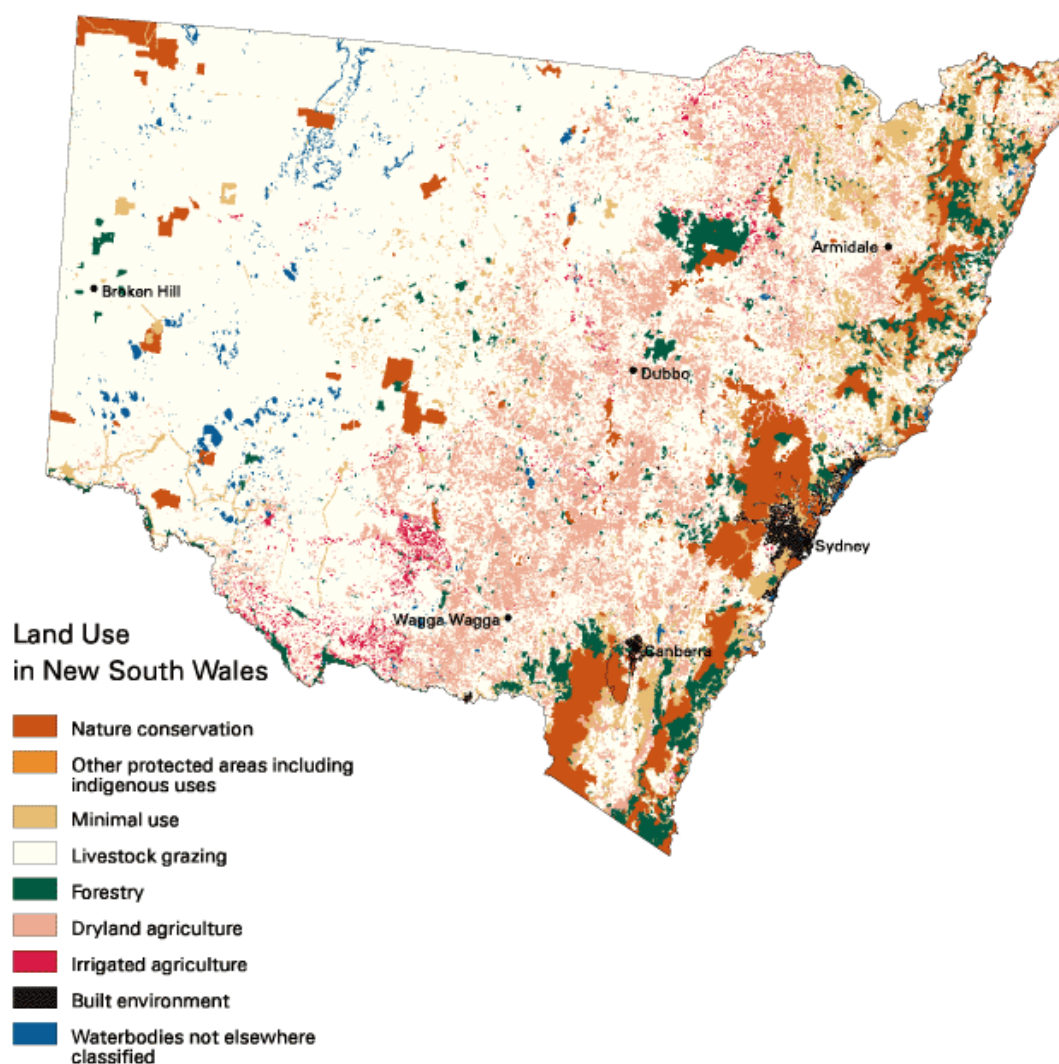 Armidale
Broken Hill
Dubbo
Sydney
Wagga Wagga
Canberra
Land Use
in New South Wales
Nature conservation
Other protected areas including
indigenous uses
Minimal use
Livestock grazing
Forestry
Dryland agriculture
Irrigated agriculture
Built environment
Waterbodies not elsewhere
classified